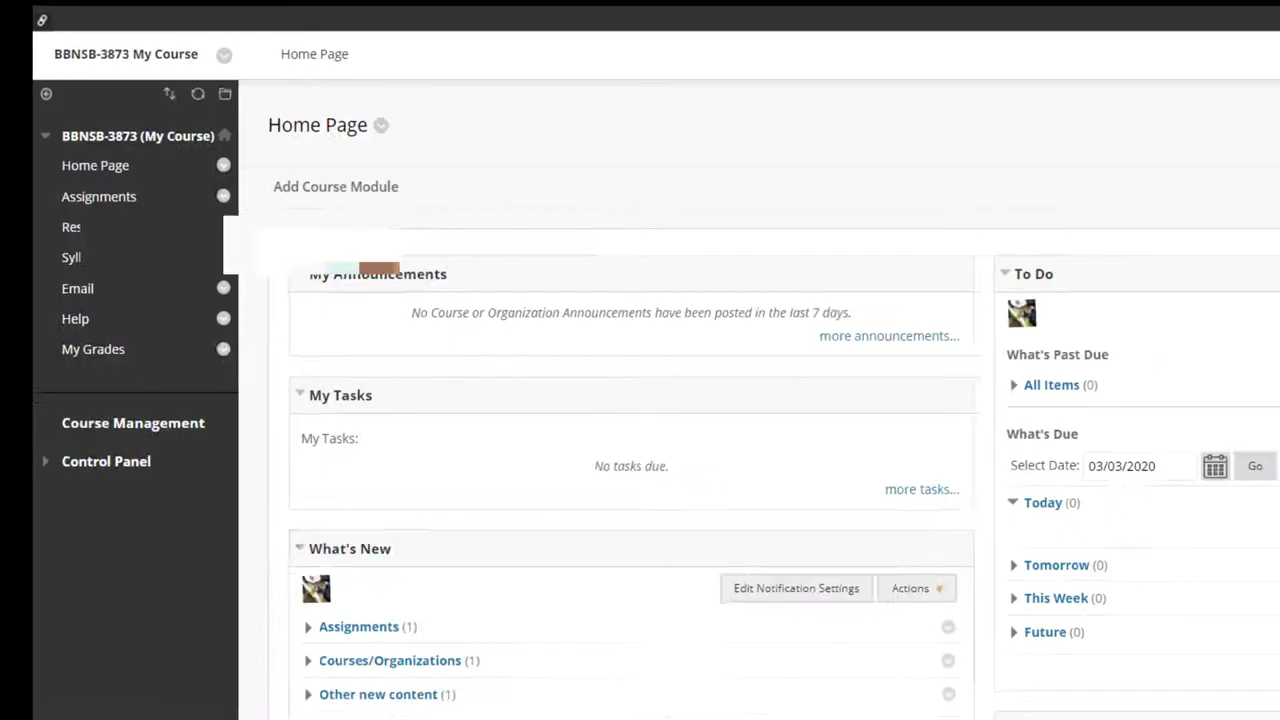 BBNSB-3873 My Course
Home Page
BBNSB-3873 (My Course)
Home Page
Assignments
Email
Help
My Grades
Course Management
Control Panel
Home Page
Add Course Module
My Announcements
No Course or Organization Announcements have been posted in the last 7 days.
more announcements...
My Tasks
My Tasks:
No tasks due.
more tasks...
What's New
Edit Notification Settings
Actions
Assignments (1)
Courses/Organizations (1)
Other new content (1)
To Do
What's Past Due
All Items (0)
What's Due
Select Date: 03/03/2020 Go
Today (0)
Tomorrow (0)
This Week (0)
Future (0)